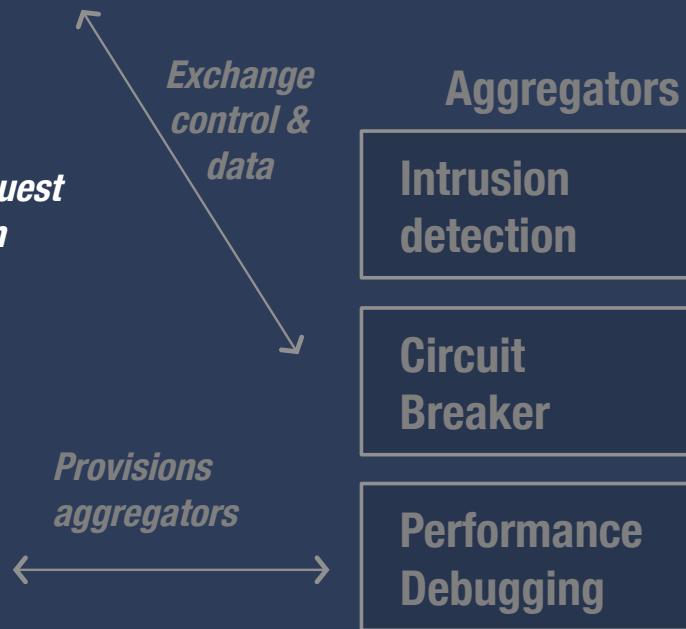 Exchange
control &
data
Aggregators
Intrusion
detection
Circuit
Breaker
Provisions
aggregators
Performance
Debugging